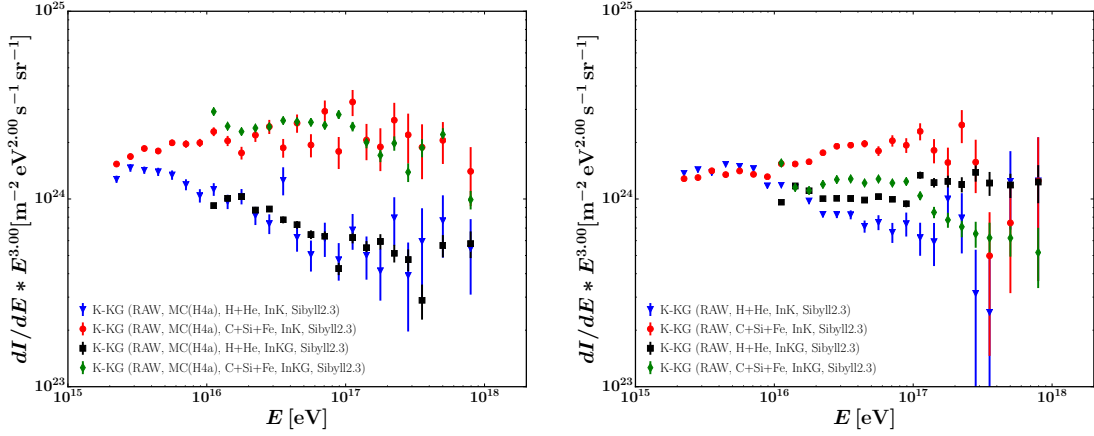 10^25
10^24
10^23
dI/dE * E^3.00[m^−2 eV^2.00 s^−1 sr^−1]
K-KG (RAW, MC(H4a), H+He, InK, Sibyll2.3)
K-KG (RAW, MC(H4a), C+Si+Fe, InK, Sibyll2.3)
K-KG (RAW, MC(H4a), H+He, InKG, Sibyll2.3)
K-KG (RAW, MC(H4a), C+Si+Fe, InKG, Sibyll2.3)
10^15 10^16 10^17 10^18
E [eV]
10^25
10^24
10^23
dI/dE * E^3.00[m^−2 eV^2.00 s^−1 sr^−1]
K-KG (RAW, H+He, InK, Sibyll2.3)
K-KG (RAW, C+Si+Fe, InK, Sibyll2.3)
K-KG (RAW, H+He, InKG, Sibyll2.3)
K-KG (RAW, C+Si+Fe, InKG, Sibyll2.3)
10^15 10^16 10^17 10^18
E [eV]